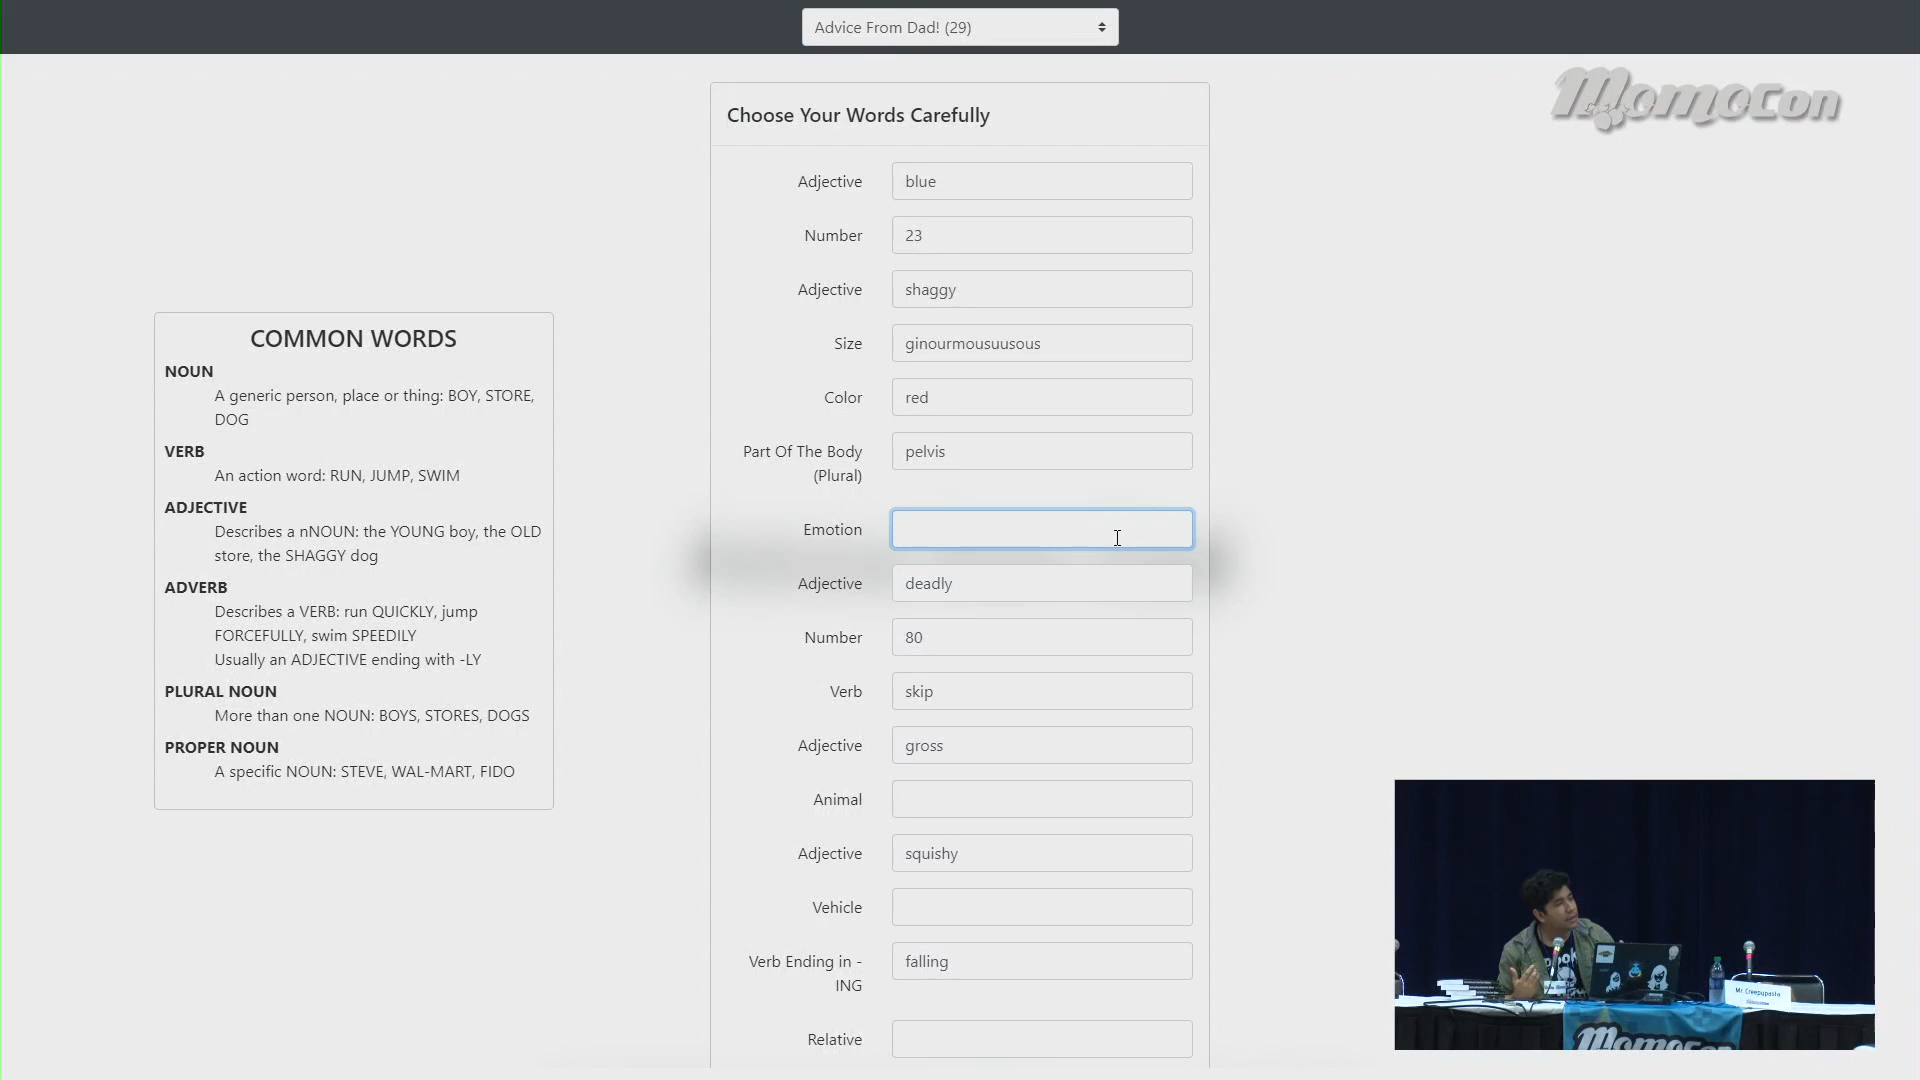 Advice From Dad! (29)
MomoCon
Choose Your Words Carefully
Adjective
blue
Number
23
Adjective
shaggy
Size
ginourmousuusous
Color
red
Part Of The Body
(Plural)
pelvis
Emotion
Adjective
deadly
Number
80
Verb
skip
Adjective
gross
Animal
Adjective
squishy
Vehicle
Verb Ending in -
ING
falling
Relative
COMMON WORDS
NOUN
A generic person, place or thing: BOY, STORE,
DOG
VERB
An action word: RUN, JUMP, SWIM
ADJECTIVE
Describes a nNOUN: the YOUNG boy, the OLD
store, the SHAGGY dog
ADVERB
Describes a VERB: run QUICKLY, jump
FORCEFULLY, swim SPEEDILY
Usually an ADJECTIVE ending with -LY
PLURAL NOUN
More than one NOUN: BOYS, STORES, DOGS
PROPER NOUN
A specific NOUN: STEVE, WAL-MART, FIDO
Mr. Creepypasta
MomoCon